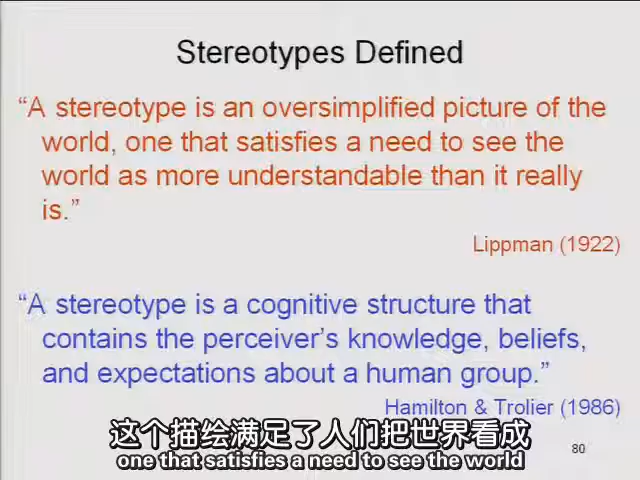 Stereotypes Defined
“A stereotype is an oversimplified picture of the
world, one that satisfies a need to see the
world as more understandable than it really
is.”
Lippman (1922)
“A stereotype is a cognitive structure that
contains the perceiver’s knowledge, beliefs,
and expectations about a human group.”
Hamilton & Trolier (1986)
这个描绘满足了人们把世界看成
one that satisfies a need to see the world
80